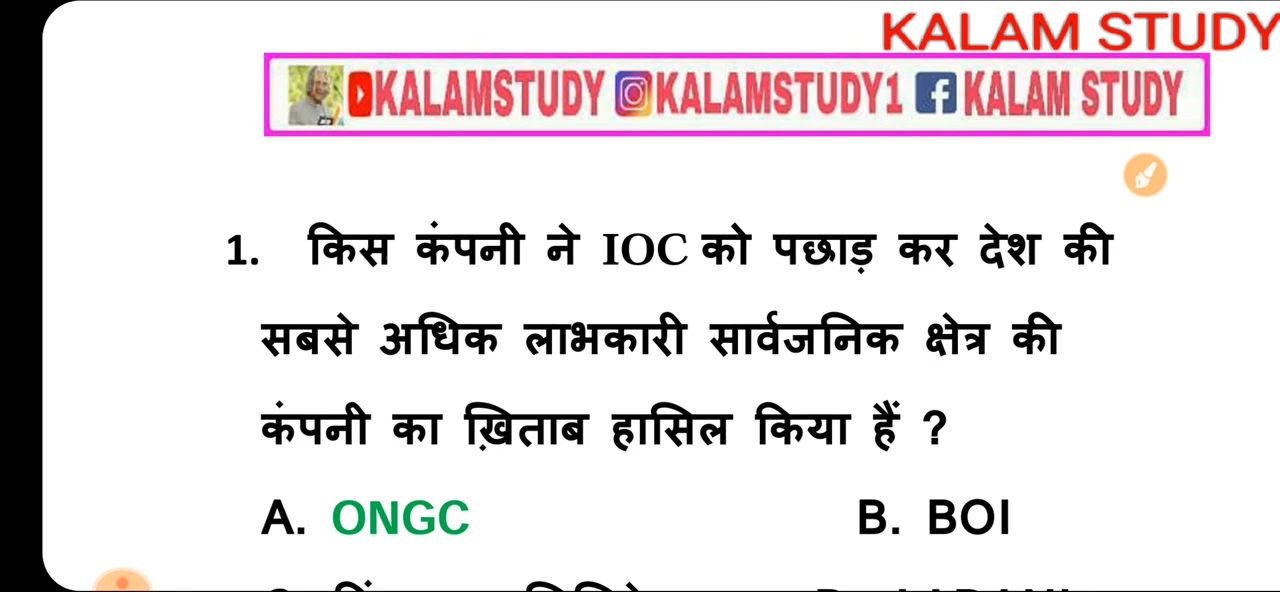 KALAM STUDY
KALAMSTUDY KALAMSTUDY1 KALAM STUDY
1. किस कंपनी ने IOC को पछाड़ कर देश की
सबसे अधिक लाभकारी सार्वजनिक क्षेत्र की
कंपनी का ख़िताब हासिल किया हैं ?
A. ONGC B. BOI